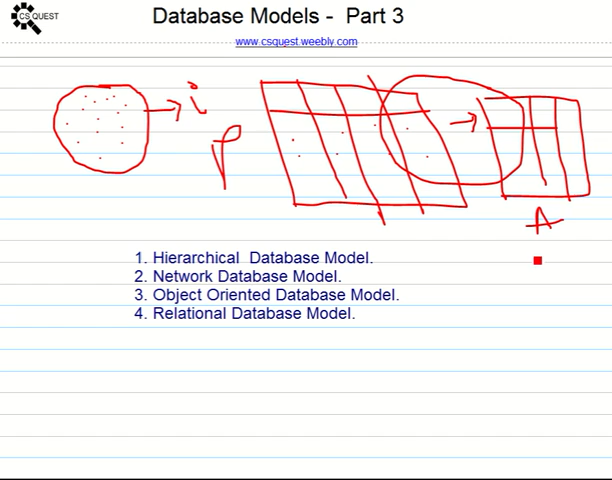 CS QUEST
Database Models - Part 3
www.csquest.weebly.com
i
P
A
1. Hierarchical Database Model.
2. Network Database Model.
3. Object Oriented Database Model.
4. Relational Database Model.